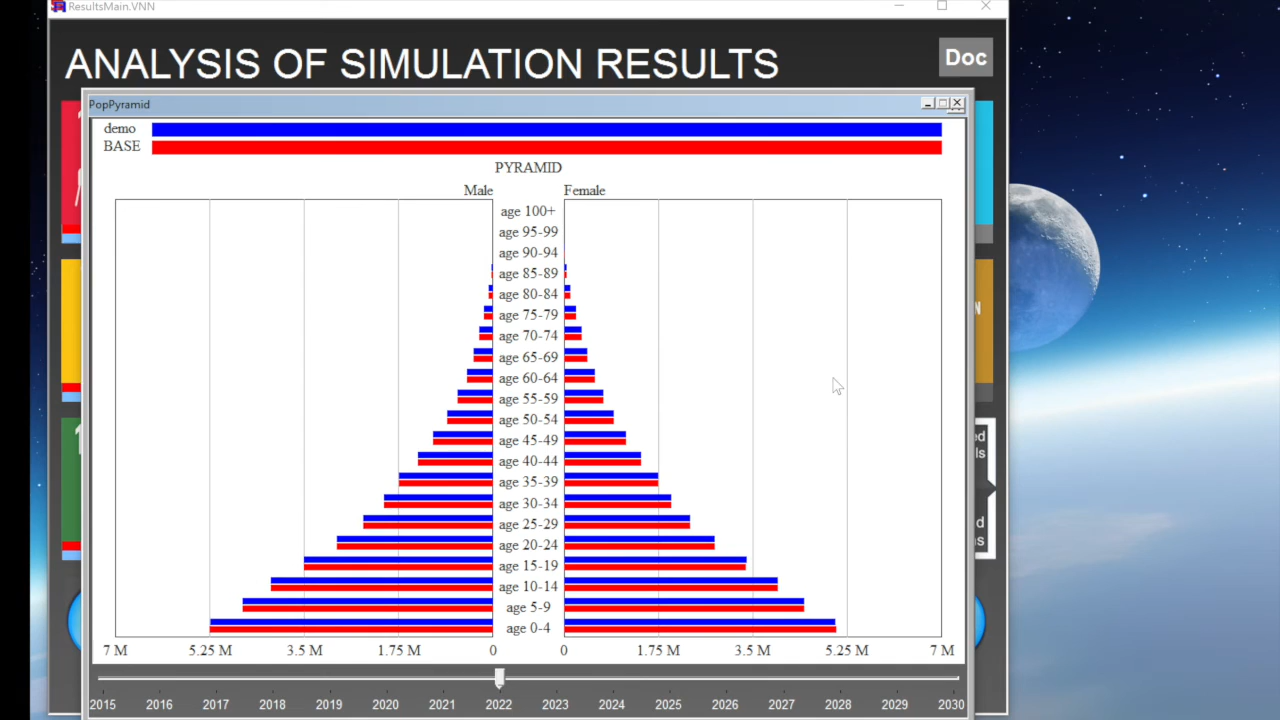 ResultsMain.VNN
ANALYSIS OF SIMULATION RESULTS
Doc
PopPyramid
demo
BASE
PYRAMID
Male Female
age 100+
age 95-99
age 90-94
age 85-89
age 80-84
age 75-79
age 70-74
age 65-69
age 60-64
age 55-59
age 50-54
age 45-49
age 40-44
age 35-39
age 30-34
age 25-29
age 20-24
age 15-19
age 10-14
age 5-9
age 0-4
7 M 5.25 M 3.5 M 1.75 M 0 0 1.75 M 3.5 M 5.25 M 7 M
2015 2016 2017 2018 2019 2020 2021 2022 2023 2024 2025 2026 2027 2028 2029 2030